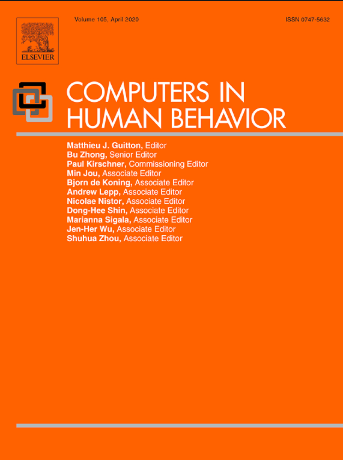 Volume 105, April 2020
ISSN 0747-5632
ELSEVIER
COMPUTERS IN
HUMAN BEHAVIOR
Matthieu J. Guitton, Editor
Bu Zhong, Senior Editor
Paul Kirschner, Commissioning Editor
Min Jou, Associate Editor
Bjorn de Koning, Associate Editor
Andrew Lepp, Associate Editor
Nicolae Nistor, Associate Editor
Dong-Hee Shin, Associate Editor
Marianna Sigala, Associate Editor
Jen-Her Wu, Associate Editor
Shuhua Zhou, Associate Editor